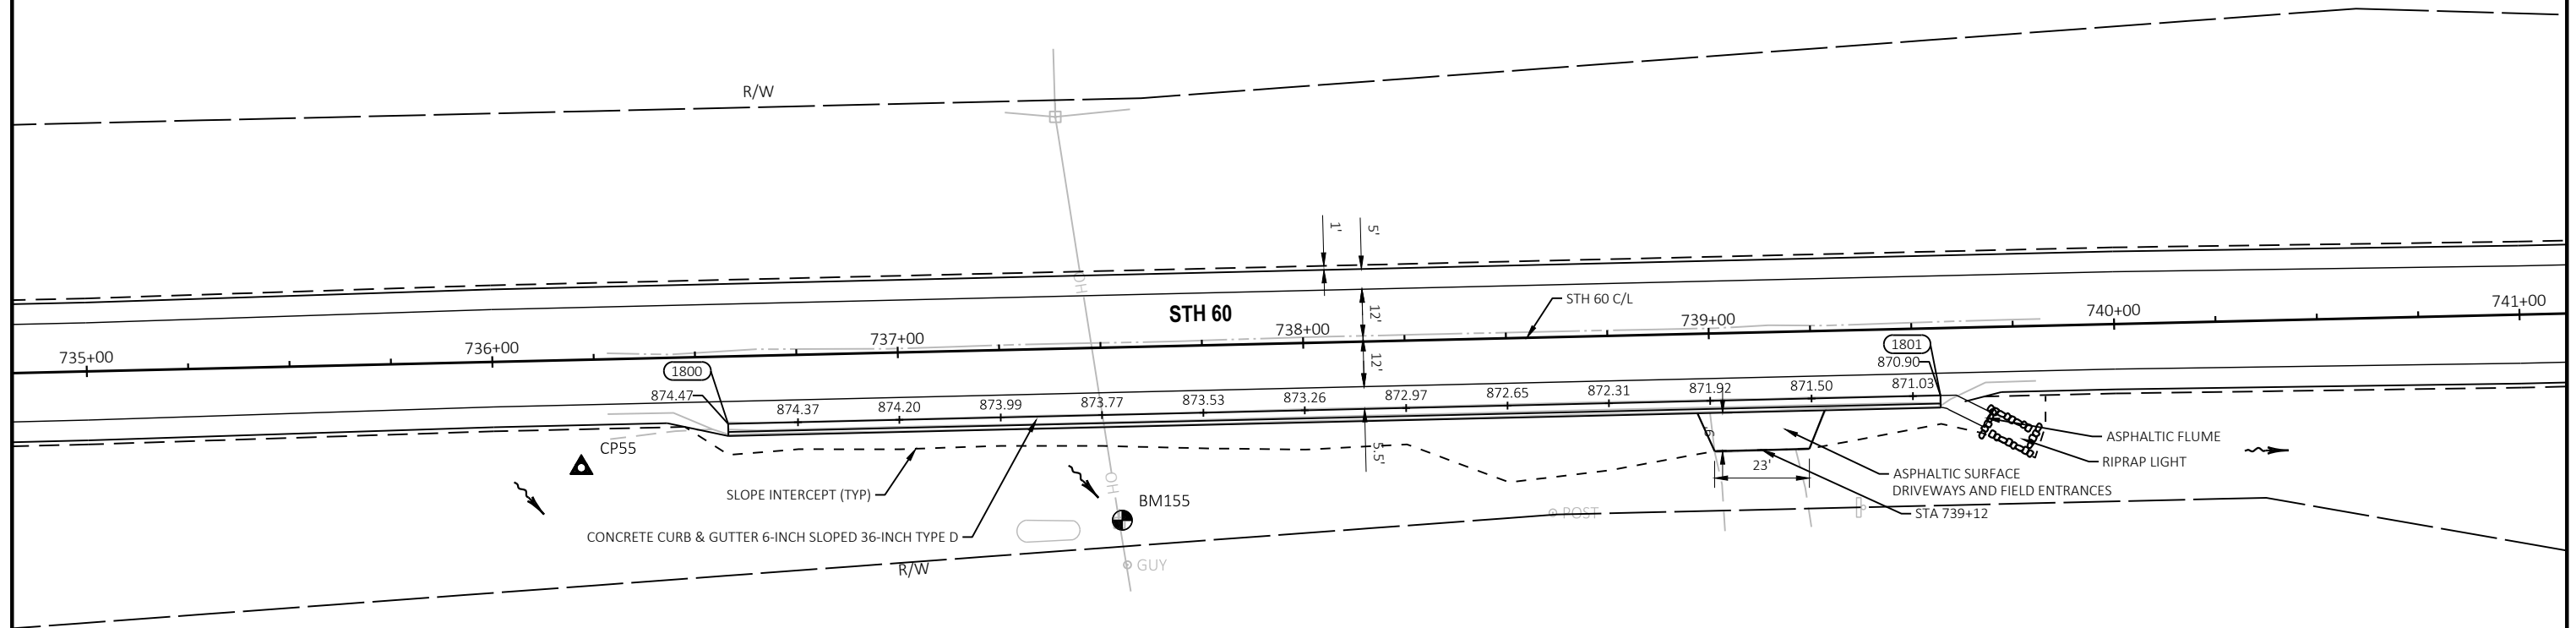 R/W
1'
5'
OH
STH 60
12'
STH 60 C/L
735+00
736+00
737+00
738+00
739+00
740+00
741+00
12'
1800
1801
874.47
870.90
874.37
874.20
873.99
873.77
873.53
873.26
872.97
872.65
872.31
871.92
871.50
871.03
5.5'
CP55
6'
23'
ASPHALTIC FLUME
RIPRAP LIGHT
ASPHALTIC SURFACE
DRIVEWAYS AND FIELD ENTRANCES
STA 739+12
SLOPE INTERCEPT (TYP)
OH
BM155
POST
CONCRETE CURB & GUTTER 6-INCH SLOPED 36-INCH TYPE D
R/W
GUY